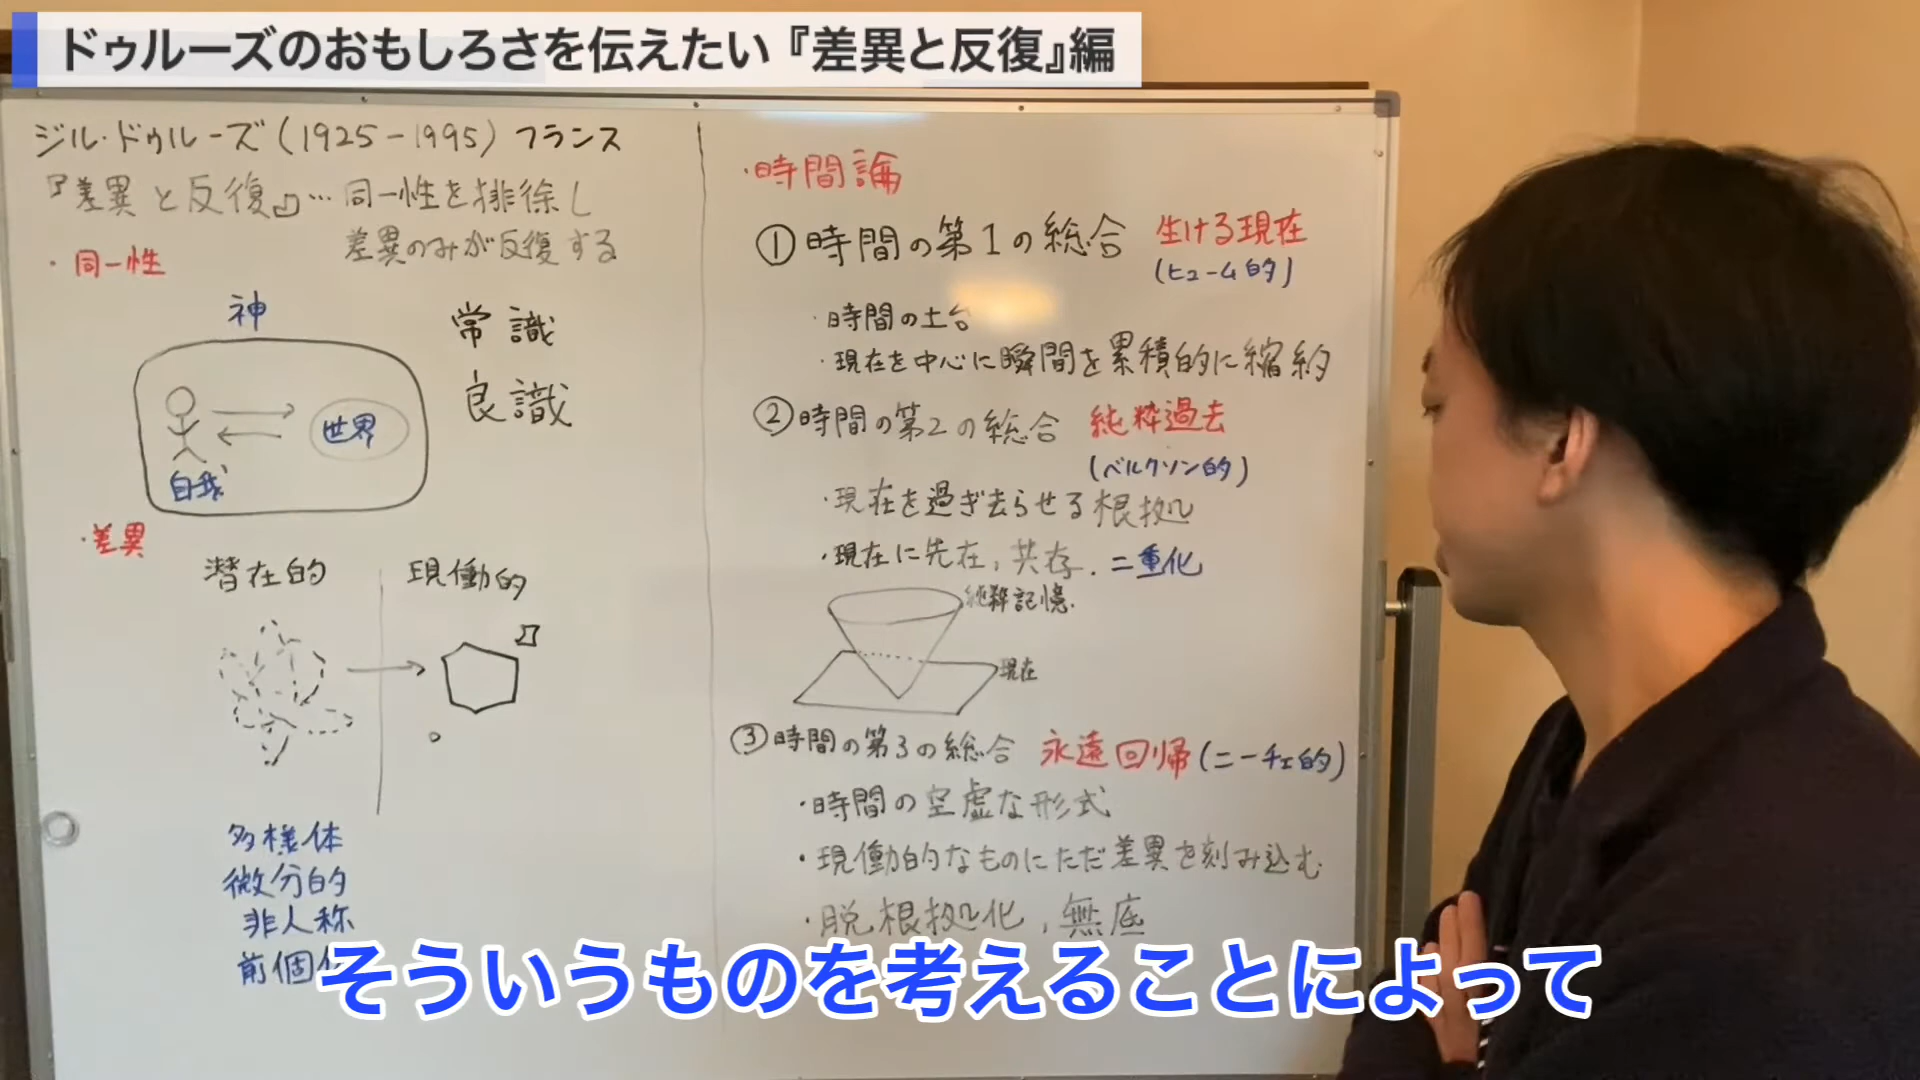 ドゥルーズのおもしろさを伝えたい『差異と反復』編
ジル・ドゥルーズ(1925-1995)フランス
『差異と反復』…同一性を排除し
差異のみが反復する
・同一性
神
常識
良識
世界
自我
・差異
潜在的
現働的
多様体
微分的
非人称
前個
・時間論
①時間の第1の総合 生ける現在
(ヒューム的)
・時間の土台
・現在を中心に瞬間を累積的に縮約
②時間の第2の総合 純粋過去
(ベルクソン的)
・現在を過ぎ去らせる根拠
・現在に先在,共存.二重化
純粋記憶.
現在
③時間の第3の総合 永遠回帰(ニーチェ的)
・時間の空虚な形式
・現働的なものにただ差異を刻み込む
・脱根拠化,無底
そういうものを考えることによって